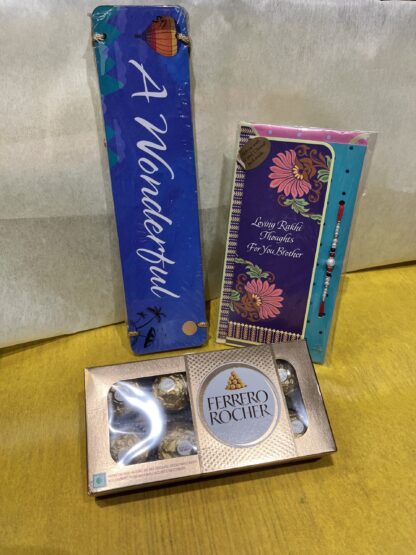 A Wonderful
Loving Rakhi
Thoughts
For You Brother
FERRERO
ROCHER